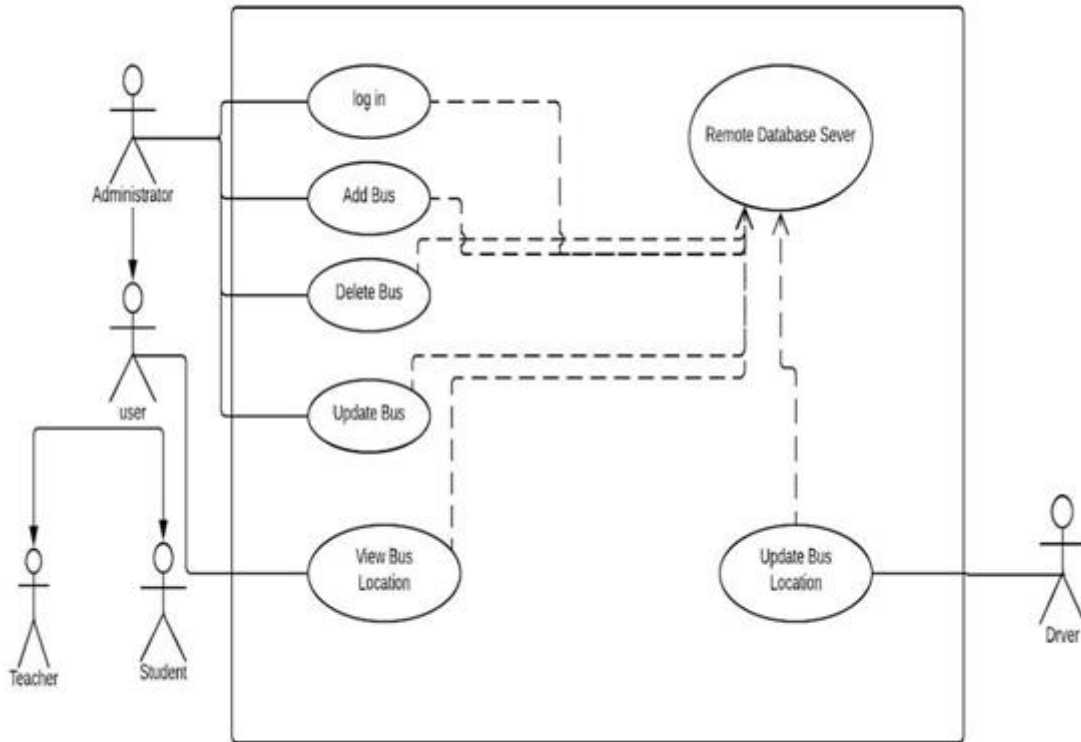 log in
Remote Database Sever
Administrator
Add Bus
Delete Bus
user
Update Bus
View Bus
Location
Update Bus
Location
Teacher
Student
Drver